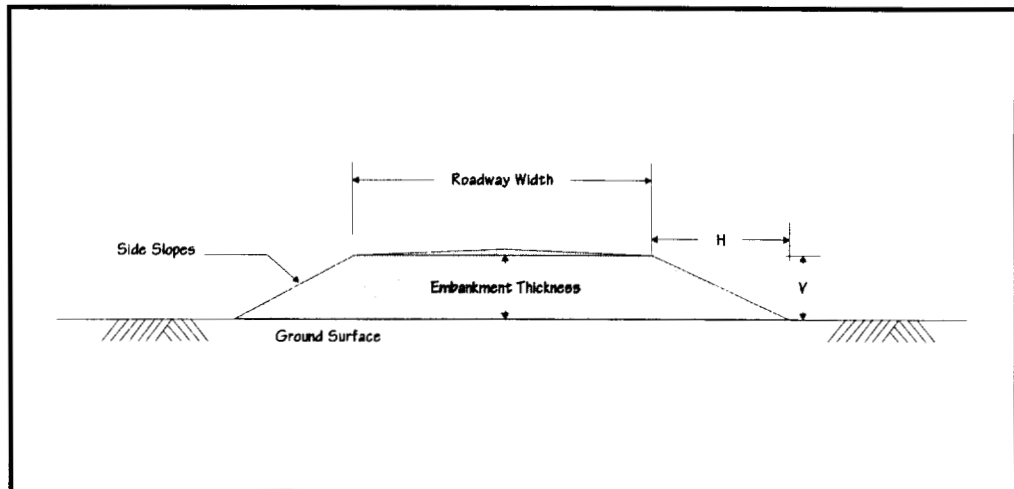 Roadway Width
H
Side Slopes
Embankment Thickness
V
Ground Surface